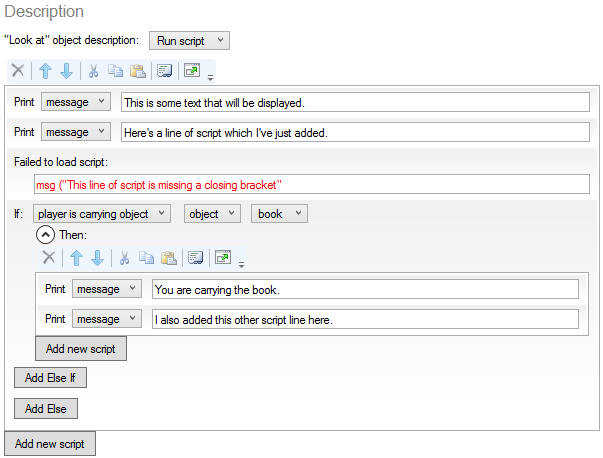 Description
"Look at" object description: Run script
Print message This is some text that will be displayed.
Print message Here's a line of script which I've just added.
Failed to load script:
msg ("This line of script is missing a closing bracket"
If: player is carrying object object book
Then:
Print message You are carrying the book.
Print message I also added this other script line here.
Add new script
Add Else If
Add Else
Add new script